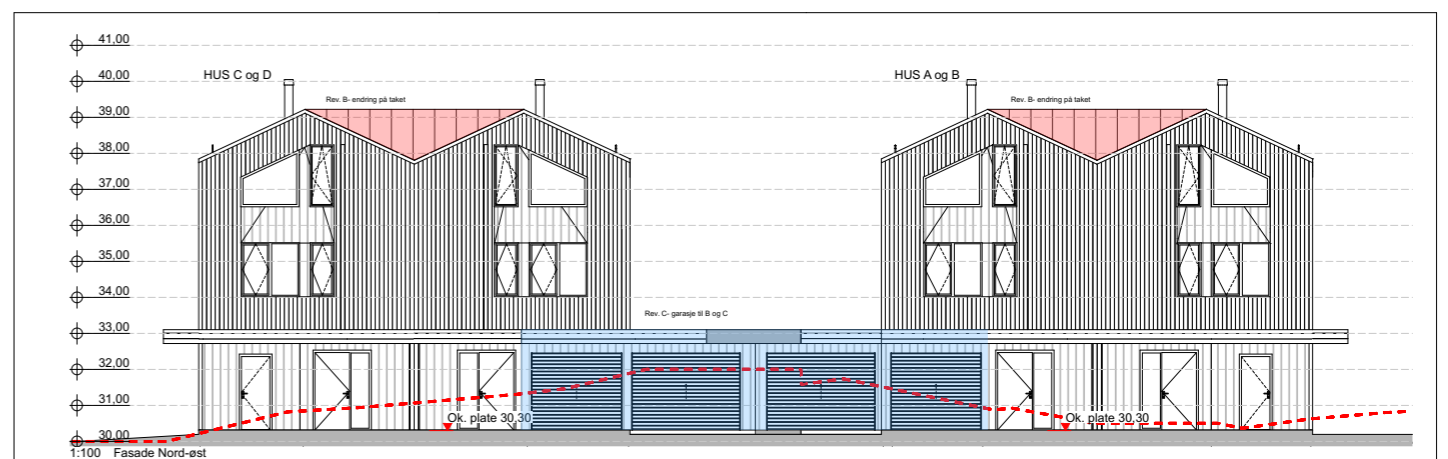 41,00
40,00
HUS C og D
HUS A og B
Rev. B- endring på taket
Rev. B- endring på taket
39,00
38,00
37,00
36,00
35,00
34,00
Rev. C- garasje til B og C
33,00
32,00
31,00
Ok. plate 30,30
Ok. plate 30,30
30,00
1:100 Fasade Nord-øst